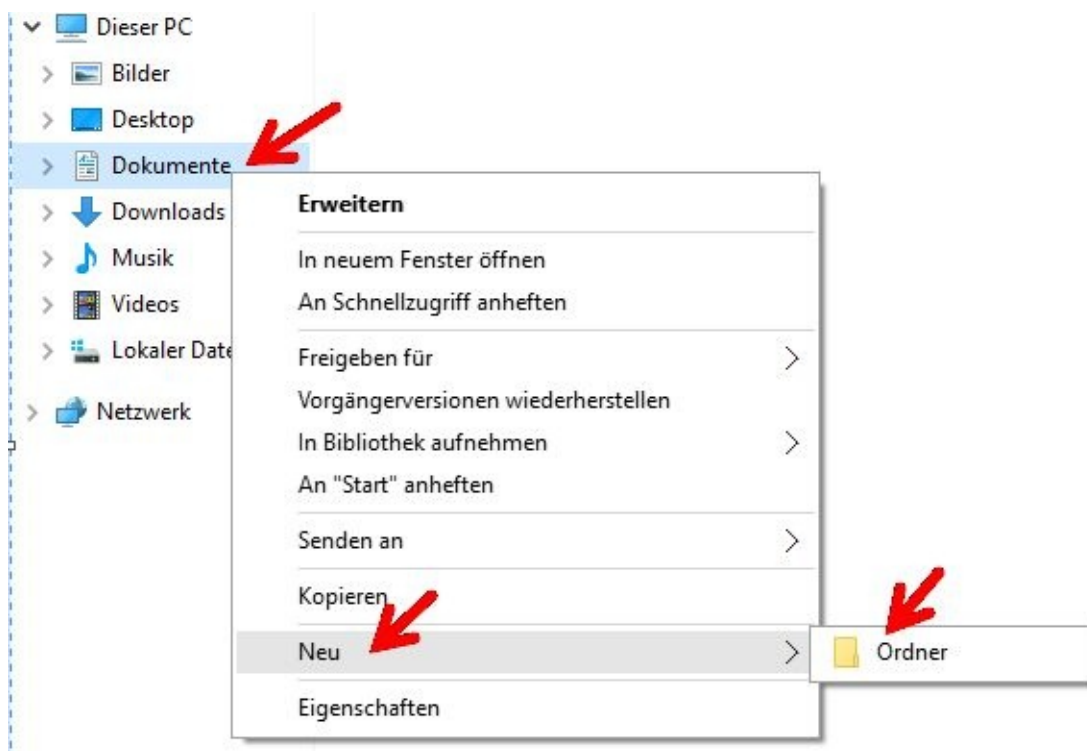 Dieser PC
Bilder
Desktop
Dokumente
Downloads
Musik
Videos
Lokaler Date
Netzwerk
Erweitern
In neuem Fenster öffnen
An Schnellzugriff anheften
Freigeben für
Vorgängerversionen wiederherstellen
In Bibliothek aufnehmen
An "Start" anheften
Senden an
Kopieren
Neu
Eigenschaften
Ordner